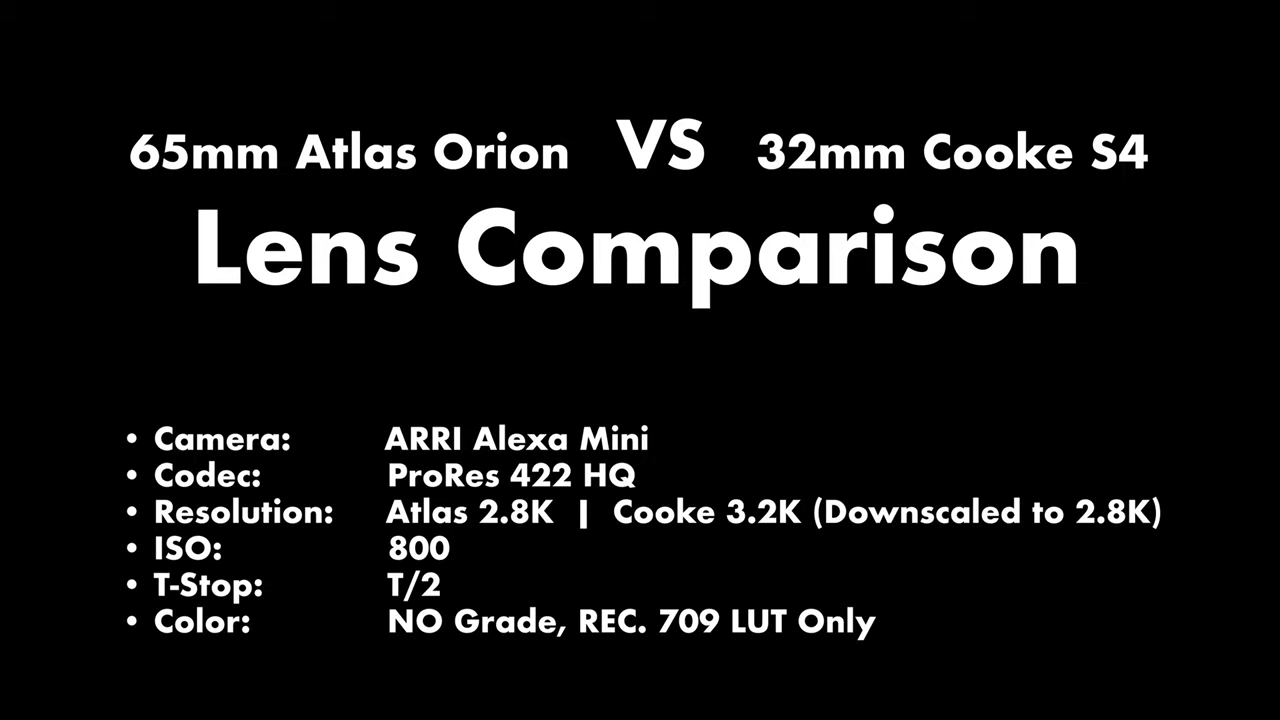 65mm Atlas Orion VS 32mm Cooke S4
Lens Comparison
• Camera: ARRI Alexa Mini
• Codec: ProRes 422 HQ
• Resolution: Atlas 2.8K | Cooke 3.2K (Downscaled to 2.8K)
• ISO: 800
• T-Stop: T/2
• Color: NO Grade, REC. 709 LUT Only